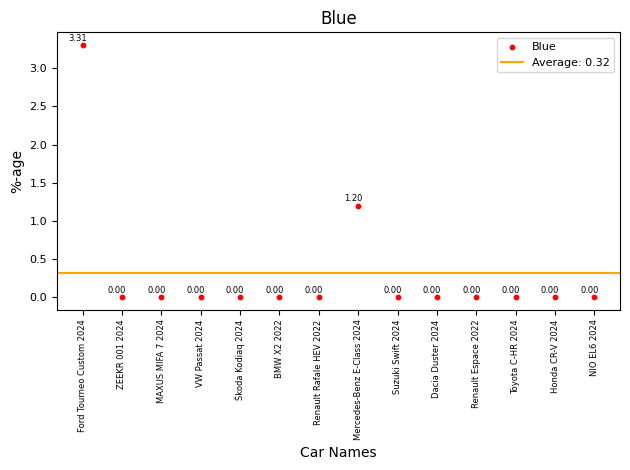 Blue
3.31
Blue
Average: 0.32
3.0
2.5
2.0
1.5
1.0
0.5
0.0
%-age
1.20
0.00
0.00
0.00
0.00
0.00
0.00
0.00
0.00
0.00
0.00
0.00
0.00
Ford Tourneo Custom 2024
ZEEKR 001 2024
MAXUS MIFA 7 2024
VW Passat 2024
Škoda Kodiaq 2024
BMW X2 2022
Renault Rafale HEV 2022
Mercedes-Benz E-Class 2024
Suzuki Swift 2024
Dacia Duster 2024
Renault Espace 2022
Toyota C-HR 2024
Honda CR-V 2024
NIO EL6 2024
Car Names